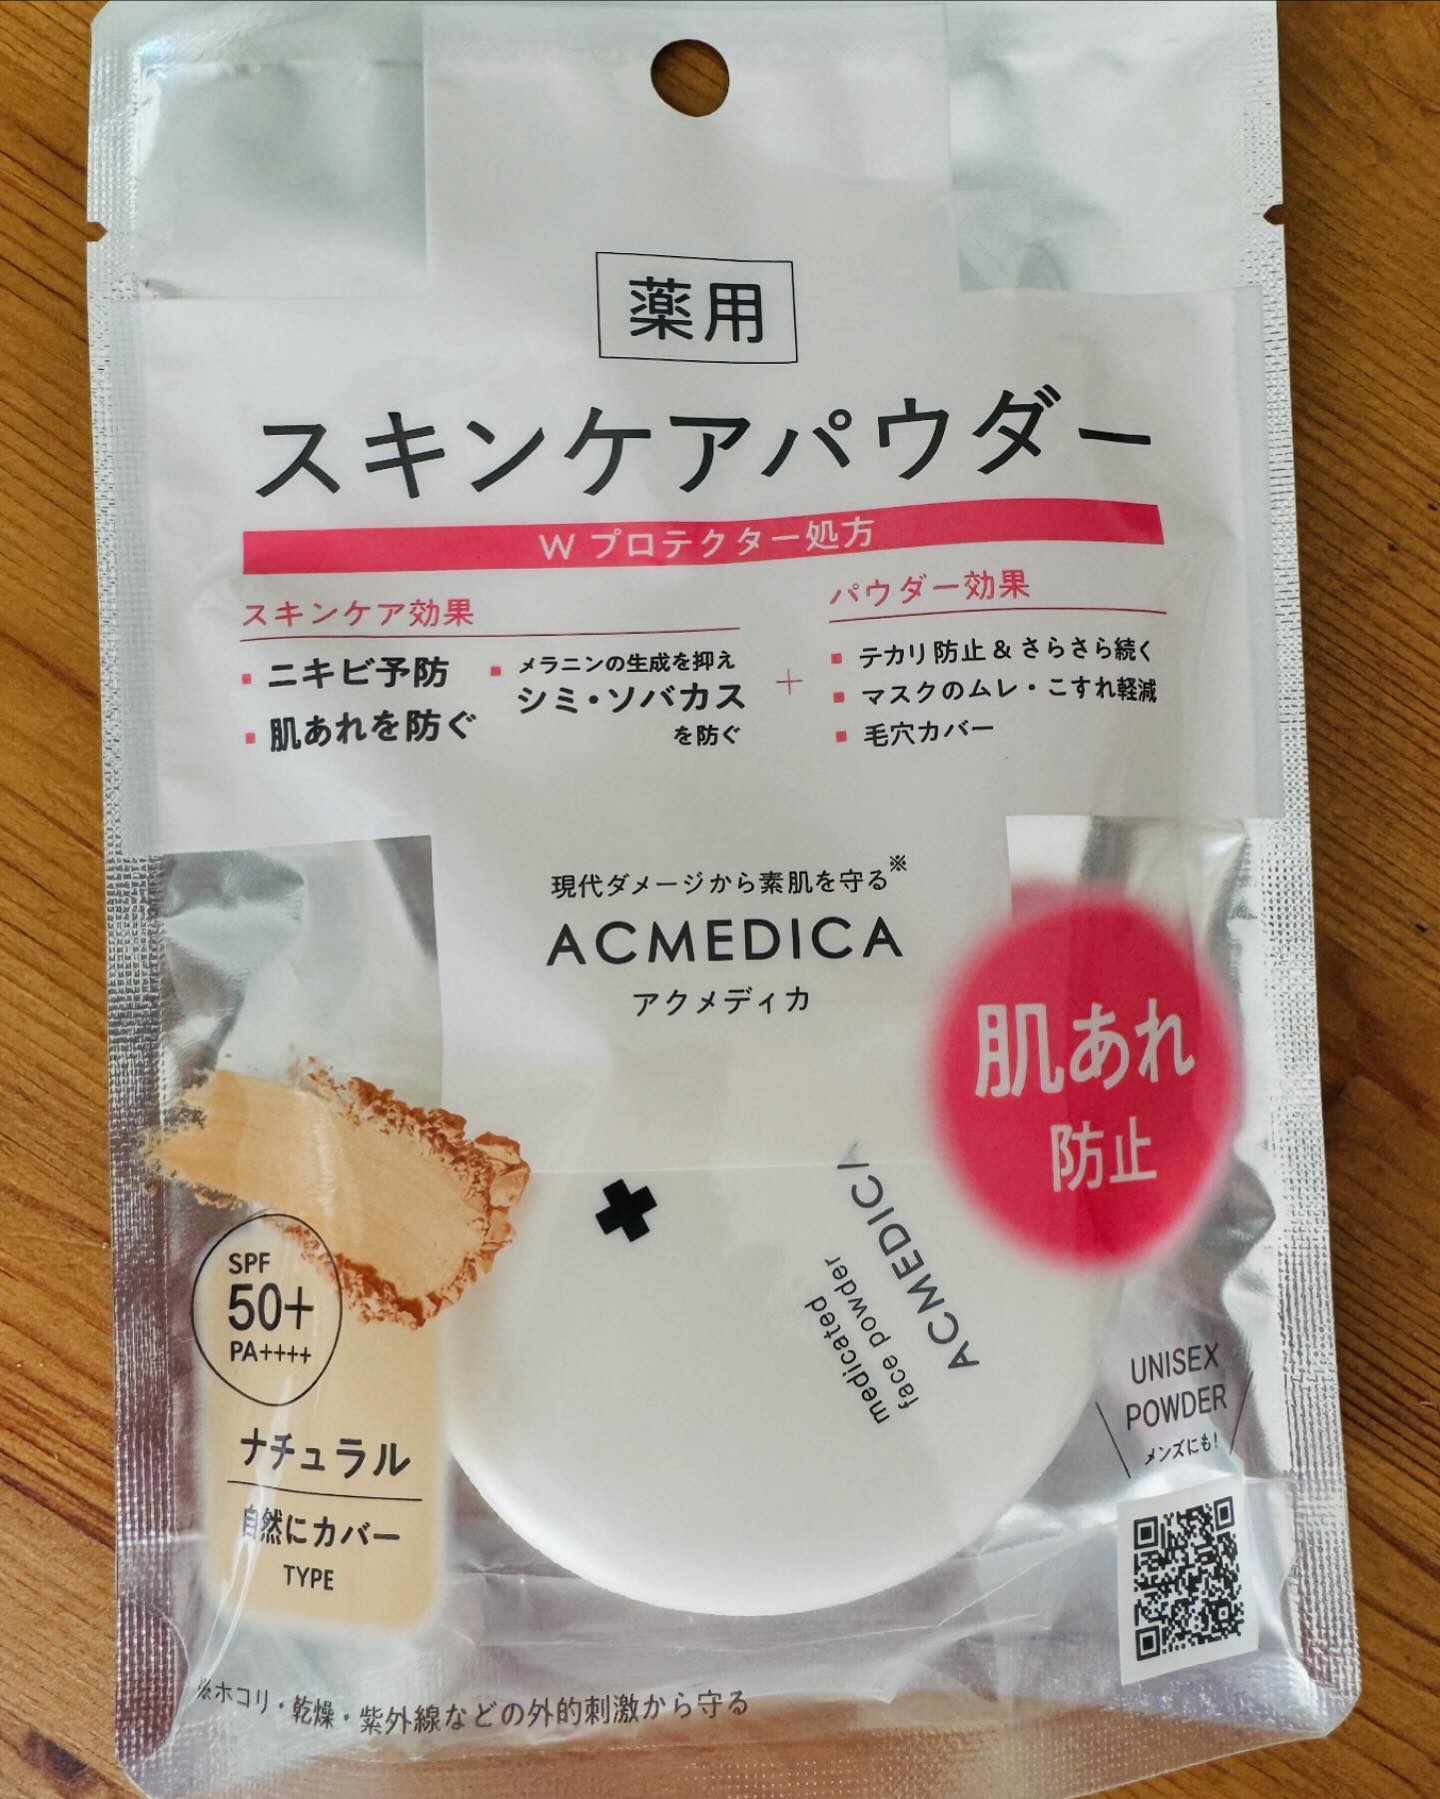 薬用
スキンケアパウダー
W プロテクター処方
スキンケア効果
ニキビ予防
肌あれを防ぐ
メラニンの生成を抑え
シミ・ソバカス
を防ぐ
+
パウダー効果
テカリ防止 & さらさら続く
マスクのムレ・こすれ軽減
毛穴カバー
現代ダメージから素肌を守る※
ACMEDICA
アクメディカ
肌あれ
防止
ACMEDICA
medicated
face powder
SPF
50+
PA++++
ナチュラル
自然にカバー
TYPE
UNISEX
POWDER
メンズにも!
※ホコリ・乾燥・紫外線などの外的刺激から守る